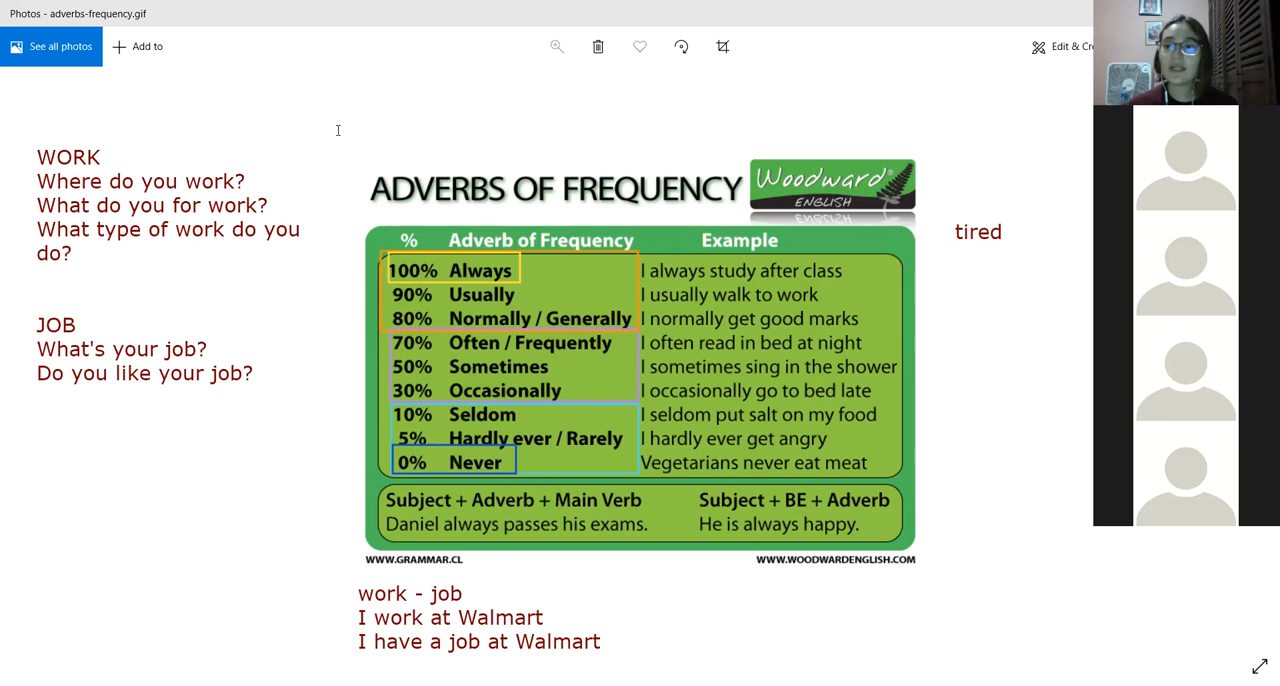 Photos - adverbs-frequency.gif
See all photos
Add to
Edit & Cr
WORK
Where do you work?
What do you for work?
What type of work do you
do?
JOB
What's your job?
Do you like your job?
ADVERBS OF FREQUENCY
Woodward
ENGLISH
% Adverb of Frequency Example
100% Always I always study after class
90% Usually I usually walk to work
80% Normally / Generally I normally get good marks
70% Often / Frequently I often read in bed at night
50% Sometimes I sometimes sing in the shower
30% Occasionally I occasionally go to bed late
10% Seldom I seldom put salt on my food
5% Hardly ever / Rarely I hardly ever get angry
0% Never Vegetarians never eat meat
Subject + Adverb + Main Verb Subject + BE + Adverb
Daniel always passes his exams. He is always happy.
WWW.GRAMMAR.CL WWW.WOODWARDENGLISH.COM
tired
work - job
I work at Walmart
I have a job at Walmart